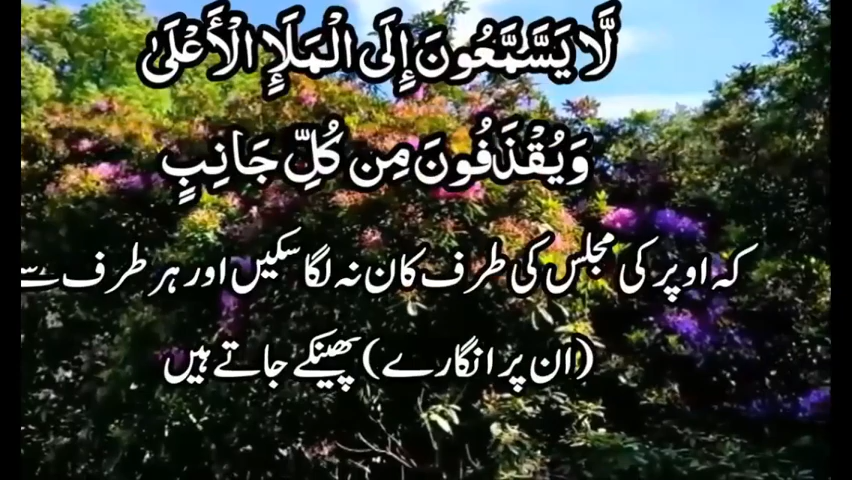 لَّا يَسَّمَّعُونَ إِلَى الْمَلَإِ الْأَعْلَىٰ
وَيُقْذَفُونَ مِن كُلِّ جَانِبٍ
کہ اوپر کی مجلس کی طرف کان نہ لگا سکیں اور ہر طرف سے
(ان پر انگارے) پھینکے جاتے ہیں